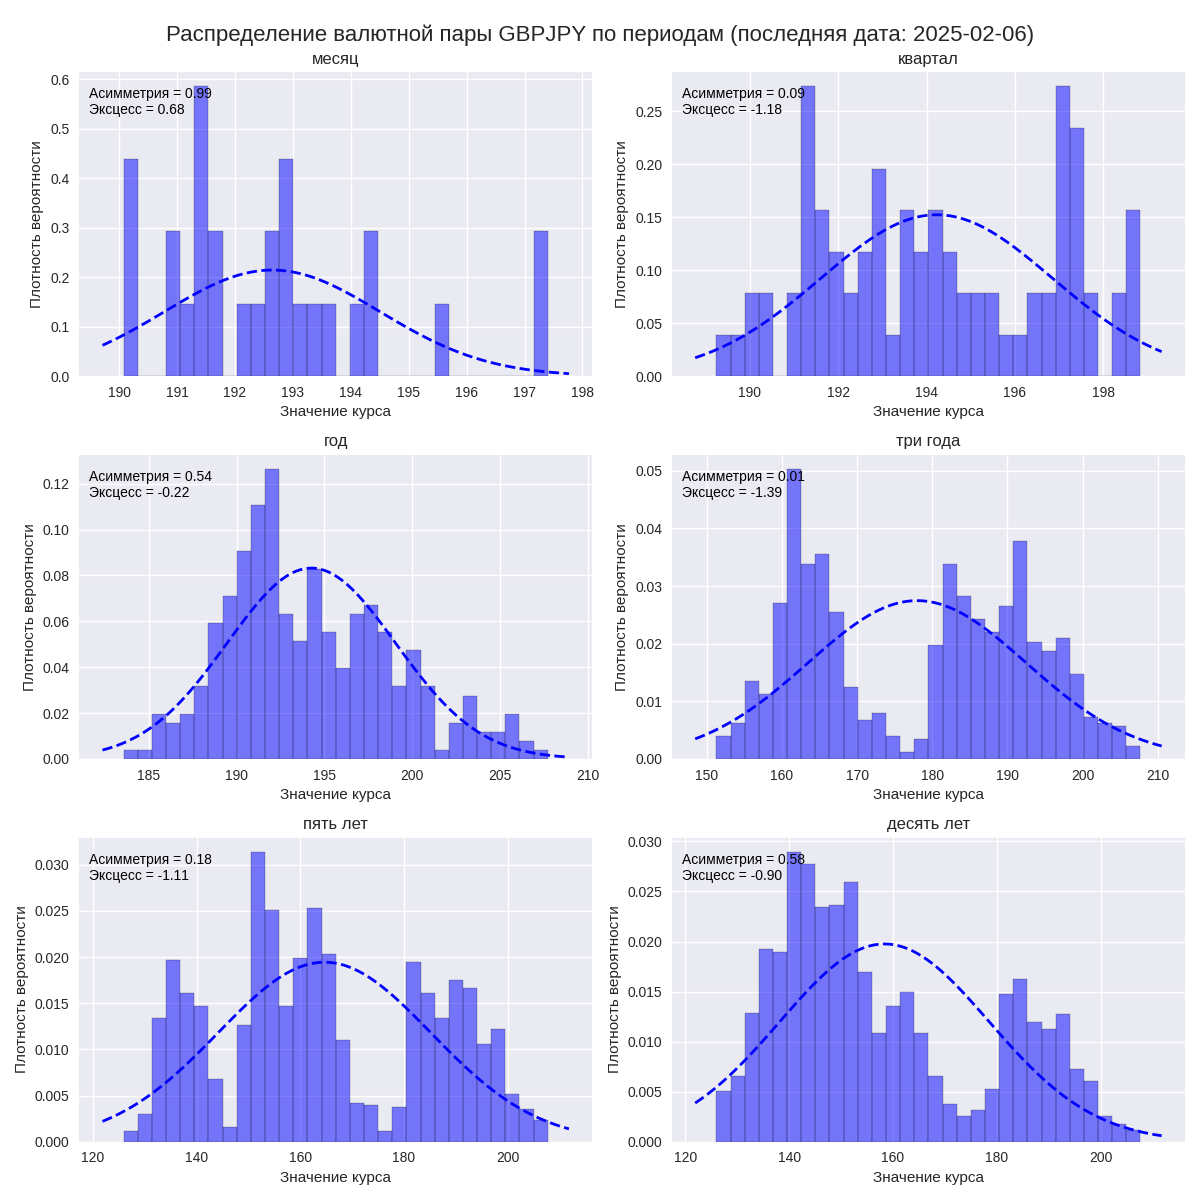 Распределение валютной пары GBPJPY по периодам (последняя дата: 2025-02-06)
месяц
Асимметрия = 0.99
Эксцесс = 0.68
Плотность вероятности
0.6
0.5
0.4
0.3
0.2
0.1
0.0
190 191 192 193 194 195 196 197 198
Значение курса
квартал
Асимметрия = 0.09
Эксцесс = -1.18
Плотность вероятности
0.25
0.20
0.15
0.10
0.05
0.00
190 192 194 196 198
Значение курса
год
Асимметрия = 0.54
Эксцесс = -0.22
Плотность вероятности
0.12
0.10
0.08
0.06
0.04
0.02
0.00
185 190 195 200 205 210
Значение курса
три года
Асимметрия = 0.01
Эксцесс = -1.39
Плотность вероятности
0.05
0.04
0.03
0.02
0.01
0.00
150 160 170 180 190 200 210
Значение курса
пять лет
Асимметрия = 0.18
Эксцесс = -1.11
Плотность вероятности
0.030
0.025
0.020
0.015
0.010
0.005
0.000
120 140 160 180 200
Значение курса
десять лет
Асимметрия = 0.58
Эксцесс = -0.90
Плотность вероятности
0.030
0.025
0.020
0.015
0.010
0.005
0.000
120 140 160 180 200
Значение курса